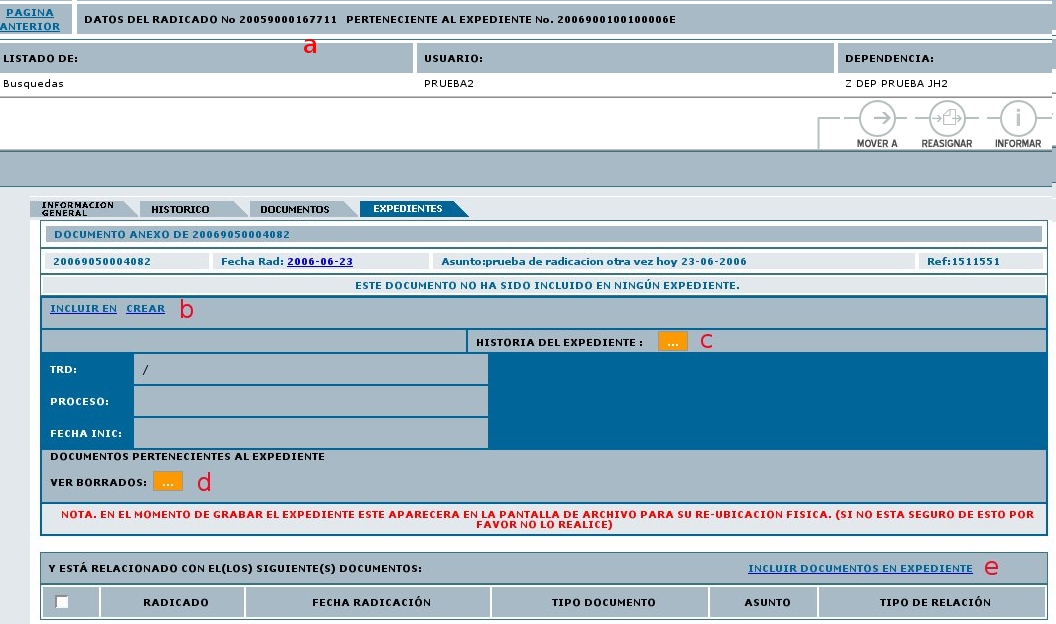 PAGINA
ANTERIOR
DATOS DEL RADICADO No 20059000167711 PERTENECIENTE AL EXPEDIENTE No. 2006900100100006E
a
LISTADO DE: USUARIO: DEPENDENCIA:
Busquedas PRUEBA2 Z DEP PRUEBA JH2
MOVER A REASIGNAR INFORMAR
INFORMACION
GENERAL HISTORICO DOCUMENTOS EXPEDIENTES
DOCUMENTO ANEXO DE 20069050004082
20069050004082 Fecha Rad: 2006-06-23 Asunto:prueba de radicacion otra vez hoy 23-06-2006 Ref:1511551
ESTE DOCUMENTO NO HA SIDO INCLUIDO EN NINGÚN EXPEDIENTE.
INCLUIR EN CREAR b
HISTORIA DEL EXPEDIENTE : ... c
TRD: /
PROCESO:
FECHA INIC:
DOCUMENTOS PERTENECIENTES AL EXPEDIENTE
VER BORRADOS: ... d
NOTA. EN EL MOMENTO DE GRABAR EL EXPEDIENTE ESTE APARECERA EN LA PANTALLA DE ARCHIVO PARA SU RE-UBICACION FISICA. (SI NO ESTA SEGURO DE ESTO POR
FAVOR NO LO REALICE)
Y ESTÁ RELACIONADO CON EL(LOS) SIGUIENTE(S) DOCUMENTOS: INCLUIR DOCUMENTOS EN EXPEDIENTE e
RADICADO FECHA RADICACIÓN TIPO DOCUMENTO ASUNTO TIPO DE RELACIÓN